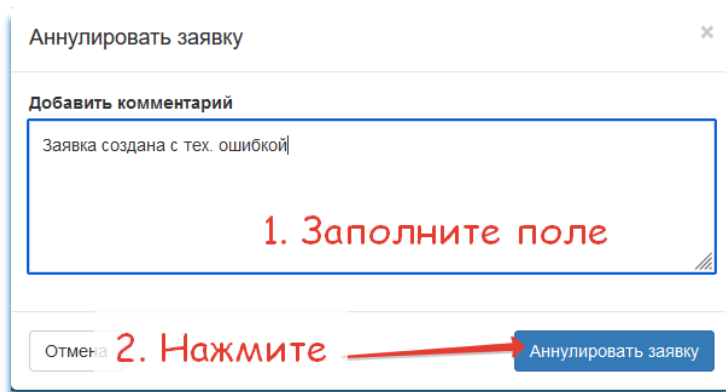 Аннулировать заявку
×
Добавить комментарий
Заявка создана с тех. ошибкой
1. Заполните поле
Отмена
2. Нажмите
Аннулировать заявку